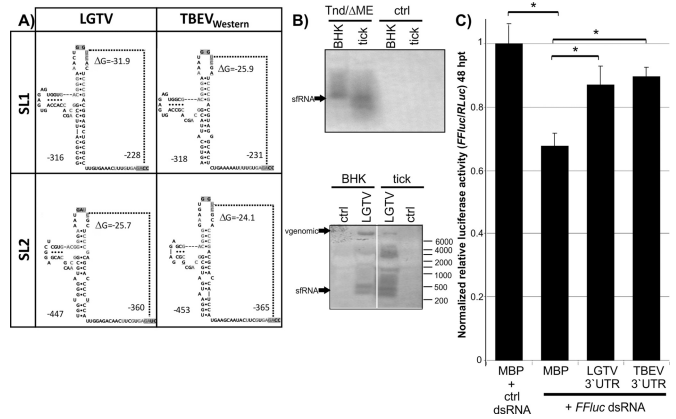 A)
LGTV
TBEVWestern
SL1
ΔG=-31.9
-316
-228
UUGUGAAACUUUGUGAGACC
ΔG=-25.9
-318
-231
CUGAAAAAUUUUGUGAGACC
SL2
ΔG=-25.7
-447
-360
UUGGAGACAACUUCUGUGAGAUC
ΔG=-24.1
-453
-365
UUGAAGCAAUACUUCGUGAGACC
B)
Tnd/ΔME
ctrl
BHK
tick
BHK
tick
sfRNA
BHK
tick
ctrl
LGTV
LGTV
ctrl
vgenomic
6000
4000
2000
1000
500
200
sfRNA
C)
Normalized relative luciferase activity (FFluc/RLuc) 48 hpt
*
*
*
1
0.8
0.6
0.4
0.2
0
MBP
+
ctrl
dsRNA
MBP
LGTV
3`UTR
TBEV
3`UTR
+ FFluc dsRNA